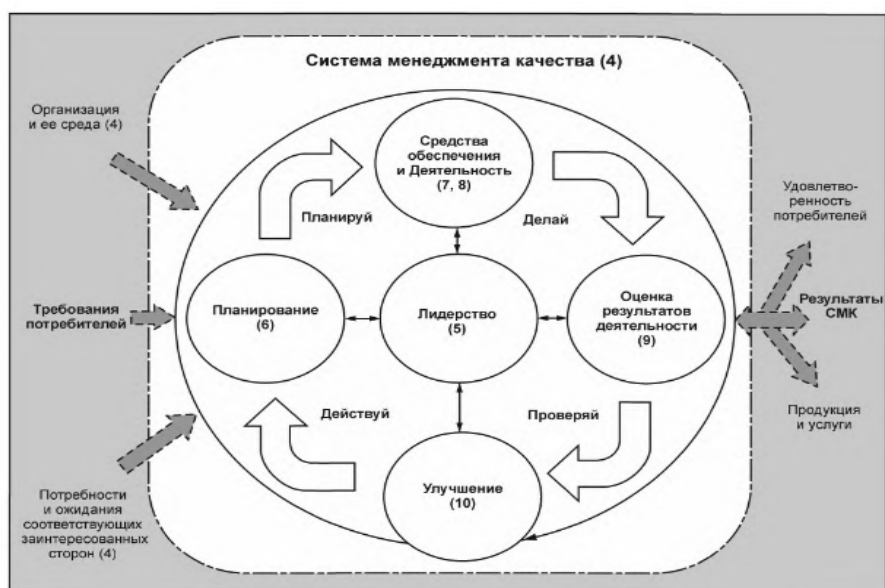 Система менеджмента качества (4)
Организация
и ее среда (4)
Средства
обеспечения
и Деятельность
(7, 8)
Планируй
Делай
Удовлетво-
ренность
потребителей
Требования
потребителей
Планирование
(6)
Лидерство
(5)
Оценка
результатов
деятельности
(9)
Результаты
СМК
Действуй
Проверяй
Продукция
и услуги
Улучшение
(10)
Потребности
и ожидания
соответствующих
заинтересованных
сторон (4)